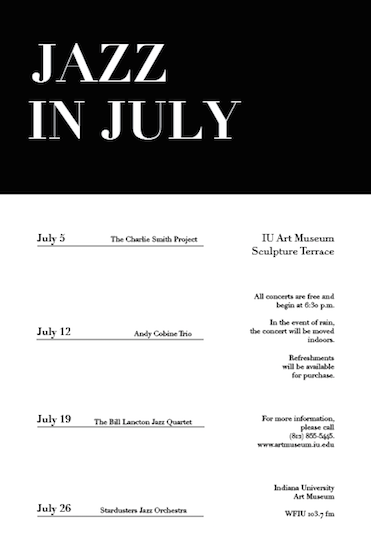 JAZZ
IN JULY
July 5 The Charlie Smith Project
IU Art Museum
Sculpture Terrace
All concerts are free and
begin at 6:30 p.m.
In the event of rain,
the concert will be moved
indoors.
July 12 Andy Cobine Trio
Refreshments
will be available
for purchase.
July 19 The Bill Lancton Jazz Quartet
For more information,
please call
(812) 855-5445.
www.artmuseum.iu.edu
Indiana University
Art Museum
July 26 Stardusters Jazz Orchestra
WFIU 103.7 fm